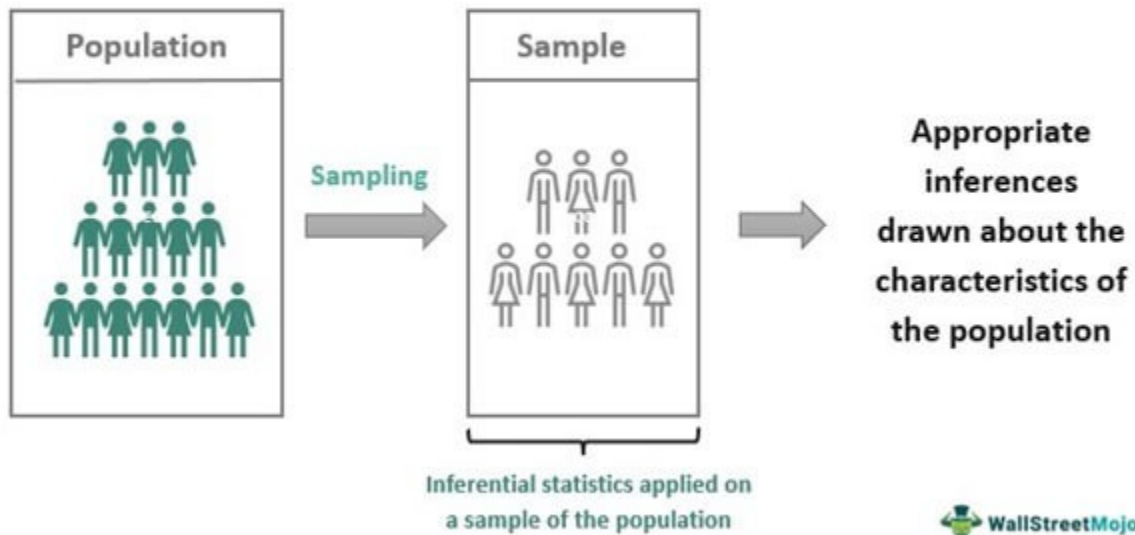 Population
Sample
Sampling
Appropriate
inferences
drawn about the
characteristics of
the population
Inferential statistics applied on
a sample of the population
WallStreetMojo